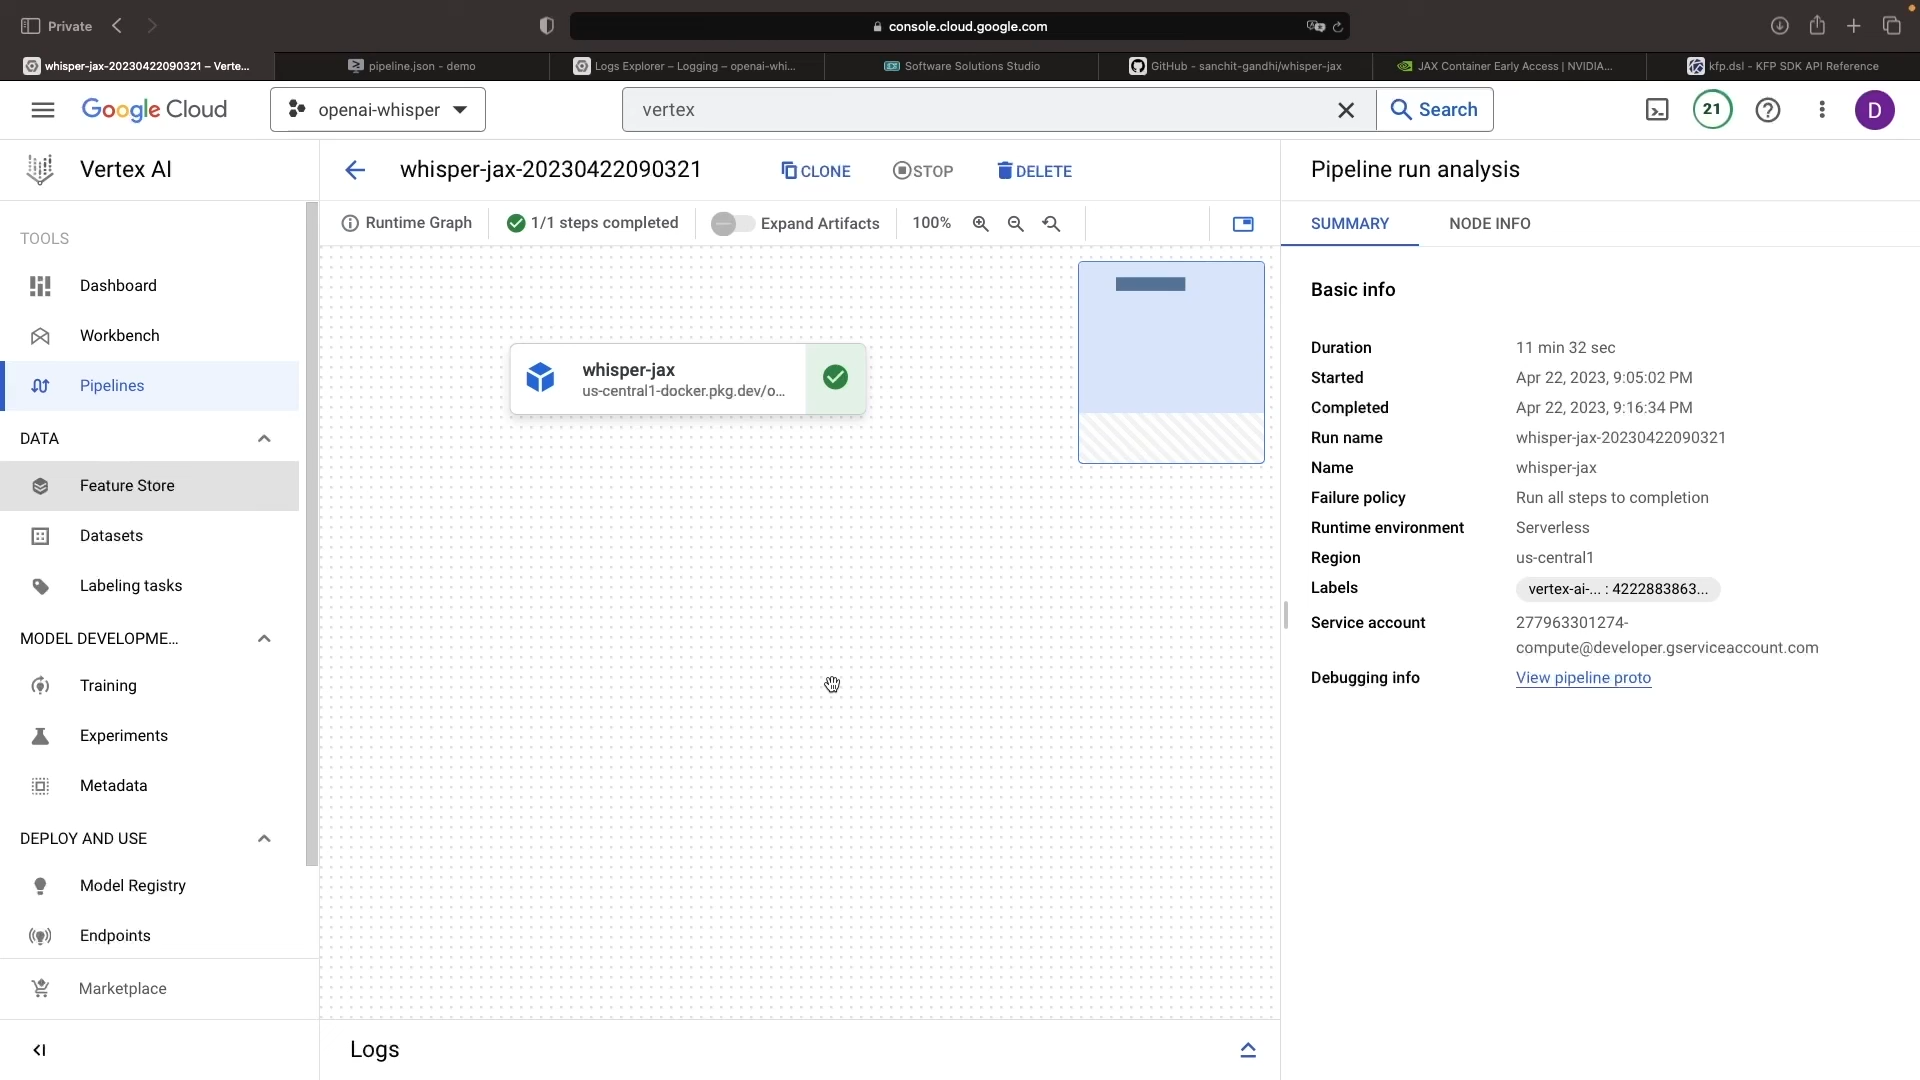 Private
console.cloud.google.com
whisper-jax-20230422090321 – Verte...
pipeline.json - demo
Logs Explorer – Logging – openai-whi...
Software Solutions Studio
GitHub - sanchit-gandhi/whisper-jax
JAX Container Early Access | NVIDIA...
kfp.dsl - KFP SDK API Reference
Google Cloud
openai-whisper
vertex
Search
21
D
Vertex AI
whisper-jax-20230422090321
CLONE
STOP
DELETE
Pipeline run analysis
TOOLS
Runtime Graph
1/1 steps completed
Expand Artifacts
100%
SUMMARY
NODE INFO
Dashboard
Workbench
Pipelines
DATA
Feature Store
Datasets
Labeling tasks
MODEL DEVELOPME...
Training
Experiments
Metadata
DEPLOY AND USE
Model Registry
Endpoints
Marketplace
whisper-jax
us-central1-docker.pkg.dev/o...
Logs
Basic info
Duration 11 min 32 sec
Started Apr 22, 2023, 9:05:02 PM
Completed Apr 22, 2023, 9:16:34 PM
Run name whisper-jax-20230422090321
Name whisper-jax
Failure policy Run all steps to completion
Runtime environment Serverless
Region us-central1
Labels vertex-ai-... : 4222883863...
Service account 277963301274-
compute@developer.gserviceaccount.com
Debugging info View pipeline proto